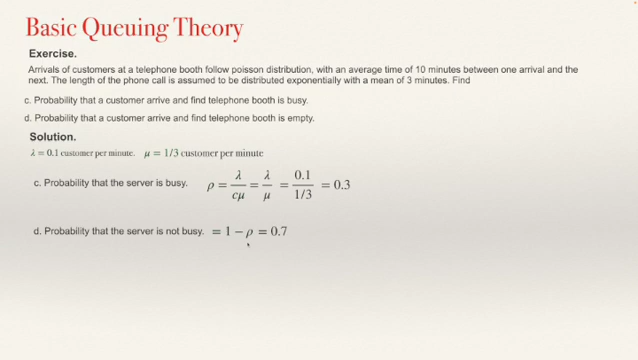 Basic Queuing Theory
Exercise.
Arrivals of customers at a telephone booth follow poisson distribution, with an average time of 10 minutes between one arrival and the
next. The length of the phone call is assumed to be distributed exponentially with a mean of 3 minutes. Find
c. Probability that a customer arrive and find telephone booth is busy.
d. Probability that a customer arrive and find telephone booth is empty.
Solution.
λ = 0.1 customer per minute. μ = 1/3 customer per minute
c. Probability that the server is busy. ρ = λ/cμ = λ/μ = 0.1/1/3 = 0.3
d. Probability that the server is not busy. = 1 − ρ = 0.7